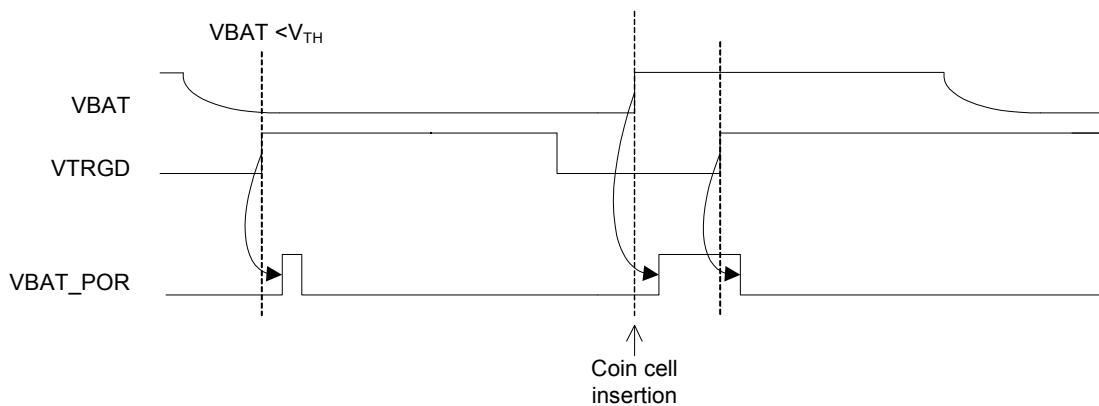 VBAT <VTH
VBAT
VTRGD
VBAT_POR
Coin cell
insertion